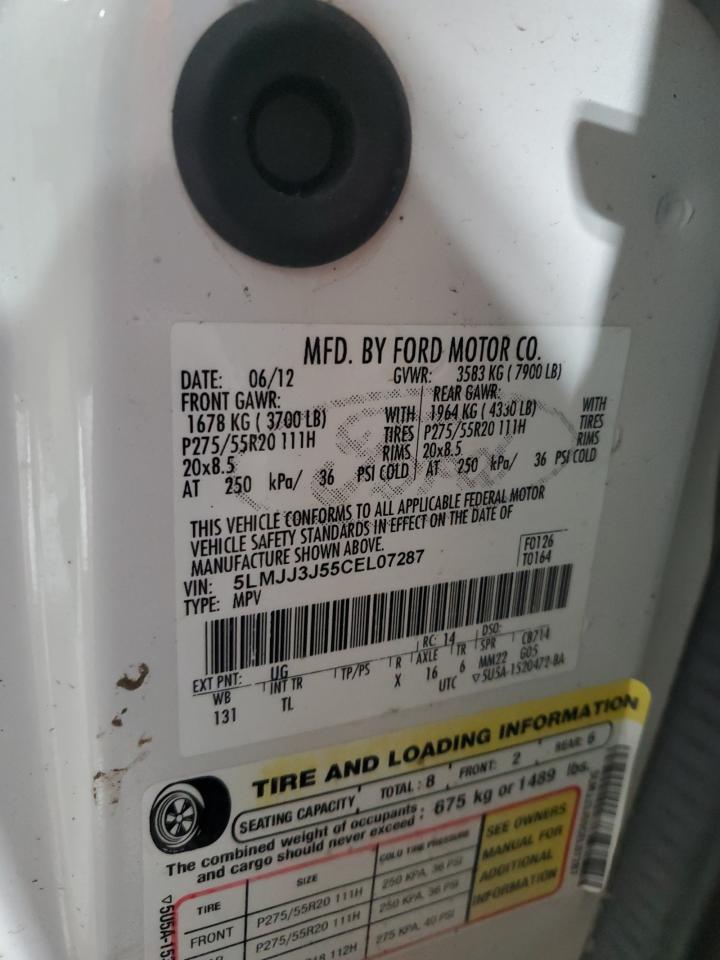 MFD. BY FORD MOTOR CO.
DATE: 06/12 GVWR: 3583 KG ( 7900 LB)
FRONT GAWR: REAR GAWR:
1678 KG ( 3700 LB) WITH 1964 KG ( 4330 LB) WITH
P275/55R20 111H TIRES P275/55R20 111H TIRES
20x8.5 RIMS 20x8.5 RIMS
AT 250 kPa/ 36 PSI COLD AT 250 kPa/ 36 PSI COLD
THIS VEHICLE CONFORMS TO ALL APPLICABLE FEDERAL MOTOR
VEHICLE SAFETY STANDARDS IN EFFECT ON THE DATE OF
MANUFACTURE SHOWN ABOVE.
VIN: 5LMJJ3J55CEL07287 F0126
TYPE: MPV T0164
EXT PNT: UG RC: 14 DSO:
WB INT TR TP/PS R AXLE TR SPR CB714
131 TL X 16 6 MM22 G05
UTC ▽5U5A-1520472-BA
TIRE AND LOADING INFORMATION
SEATING CAPACITY TOTAL : 8 FRONT: 2 REAR: 6
The combined weight of occupants : 675 kg or 1489 lbs.
and cargo should never exceed
TIRE SIZE COLD TIRE PRESSURE SEE OWNERS
MANUAL FOR
ADDITIONAL
INFORMATION
FRONT P275/55R20 111H 250 KPA, 36 PSI
P275/55R20 111H 250 KPA, 36 PSI
112H 275 KPA, 40 PSI